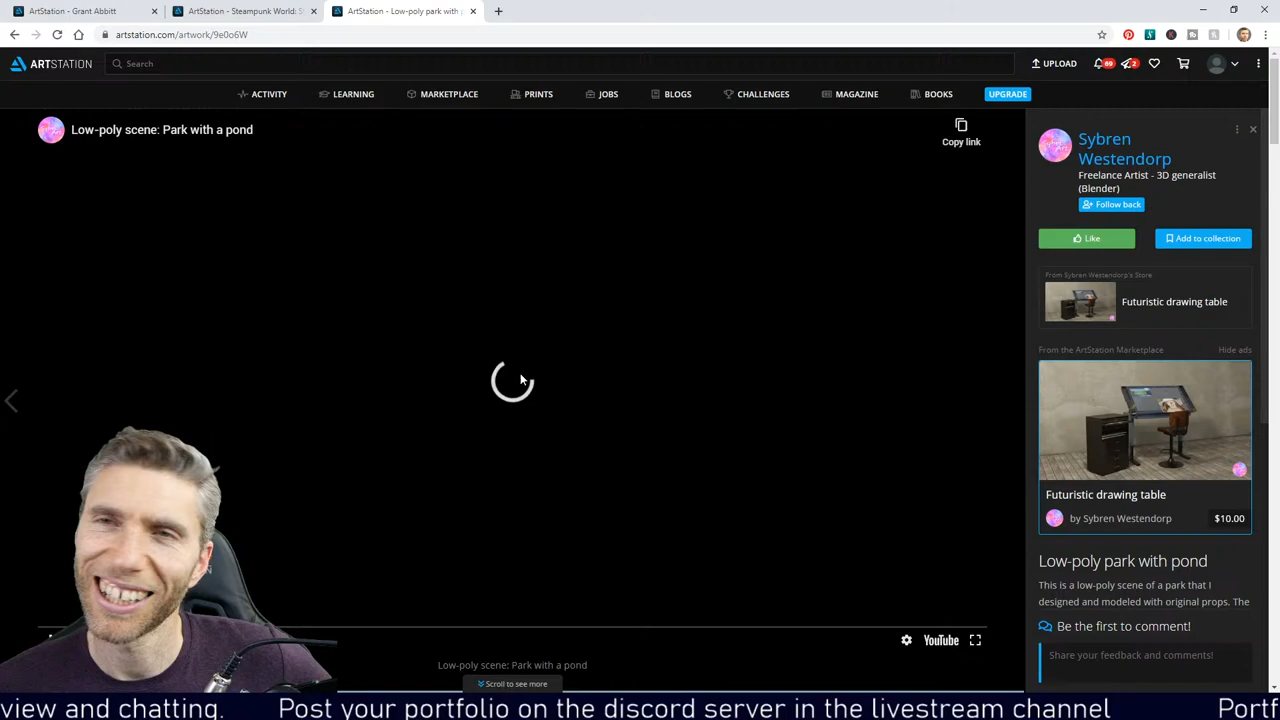 ArtStation - Grant Abbitt
ArtStation - Steampunk World: S
ArtStation - Low-poly park with p
artstation.com/artwork/9e0o6W
ARTSTATION
Search
UPLOAD
69
2
ACTIVITY
LEARNING
MARKETPLACE
PRINTS
JOBS
BLOGS
CHALLENGES
MAGAZINE
BOOKS
UPGRADE
Low-poly scene: Park with a pond
Copy link
Sybren
Westendorp
Freelance Artist - 3D generalist
(Blender)
Follow back
Like
Add to collection
From Sybren Westendorp's Store
Futuristic drawing table
From the ArtStation Marketplace
Hide ads
Futuristic drawing table
by Sybren Westendorp
$10.00
Low-poly park with pond
This is a low-poly scene of a park that I
designed and modeled with original props. The
Be the first to comment!
Share your feedback and comments!
YouTube
Low-poly scene: Park with a pond
Scroll to see more
view and chatting. Post your portfolio on the discord server in the livestream channel Portf